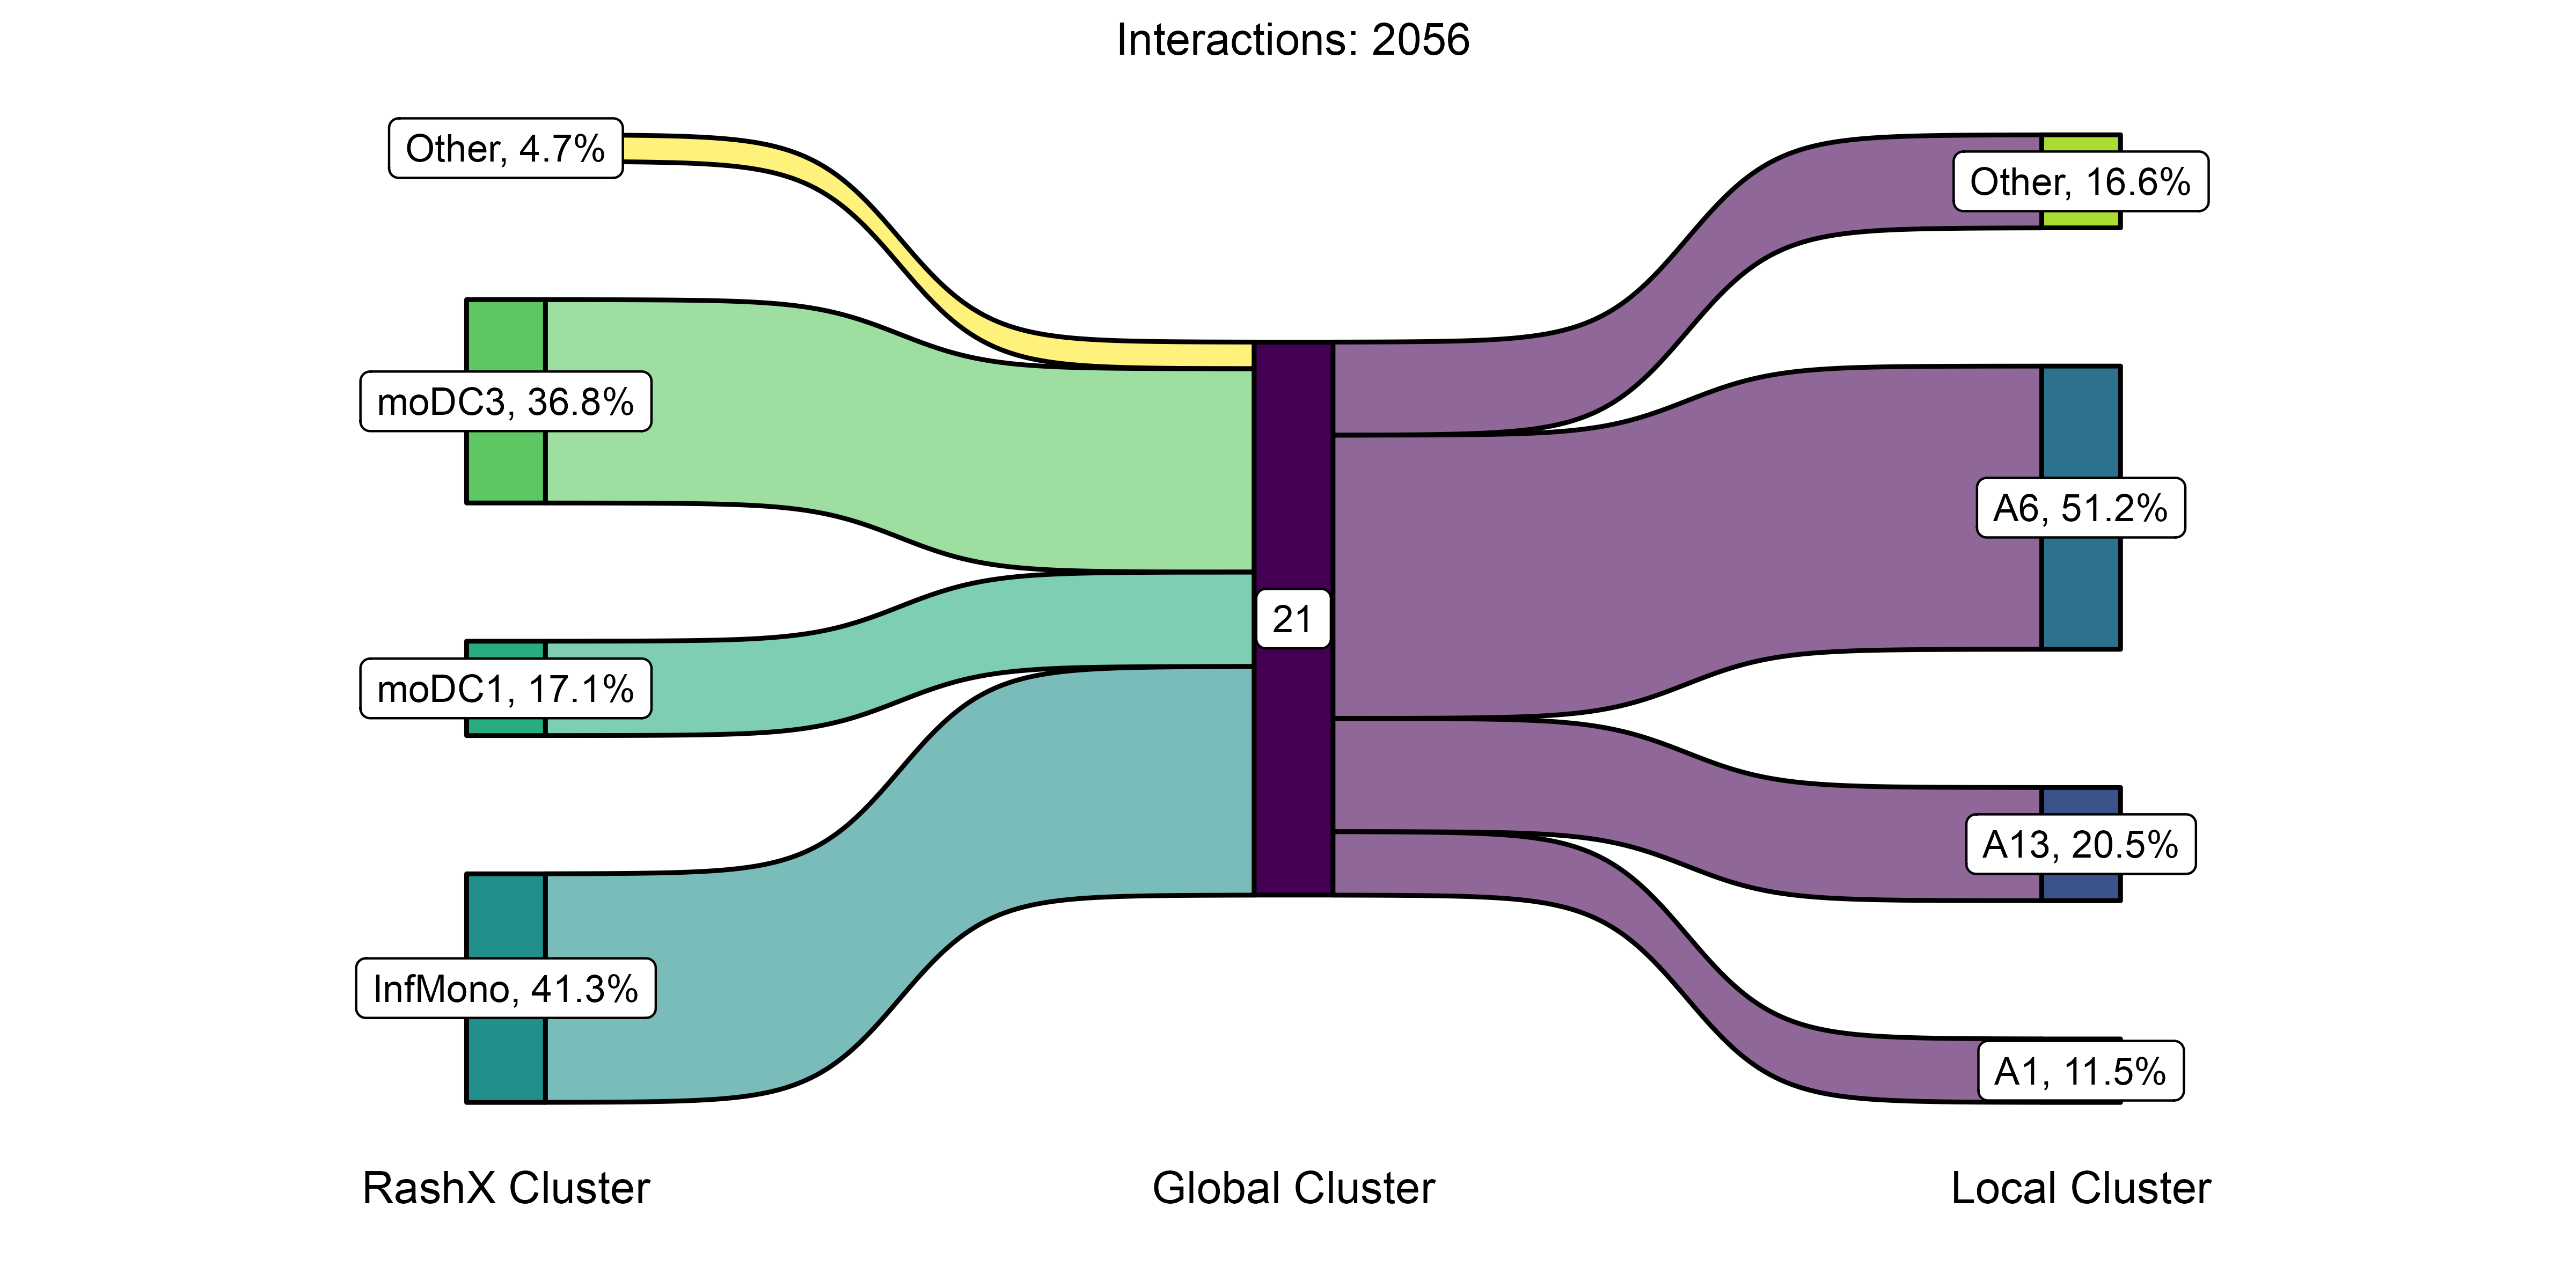 Interactions: 2056
Other, 4.7%
Other, 16.6%
moDC3, 36.8%
A6, 51.2%
21
moDC1, 17.1%
A13, 20.5%
InfMono, 41.3%
A1, 11.5%
RashX Cluster
Global Cluster
Local Cluster